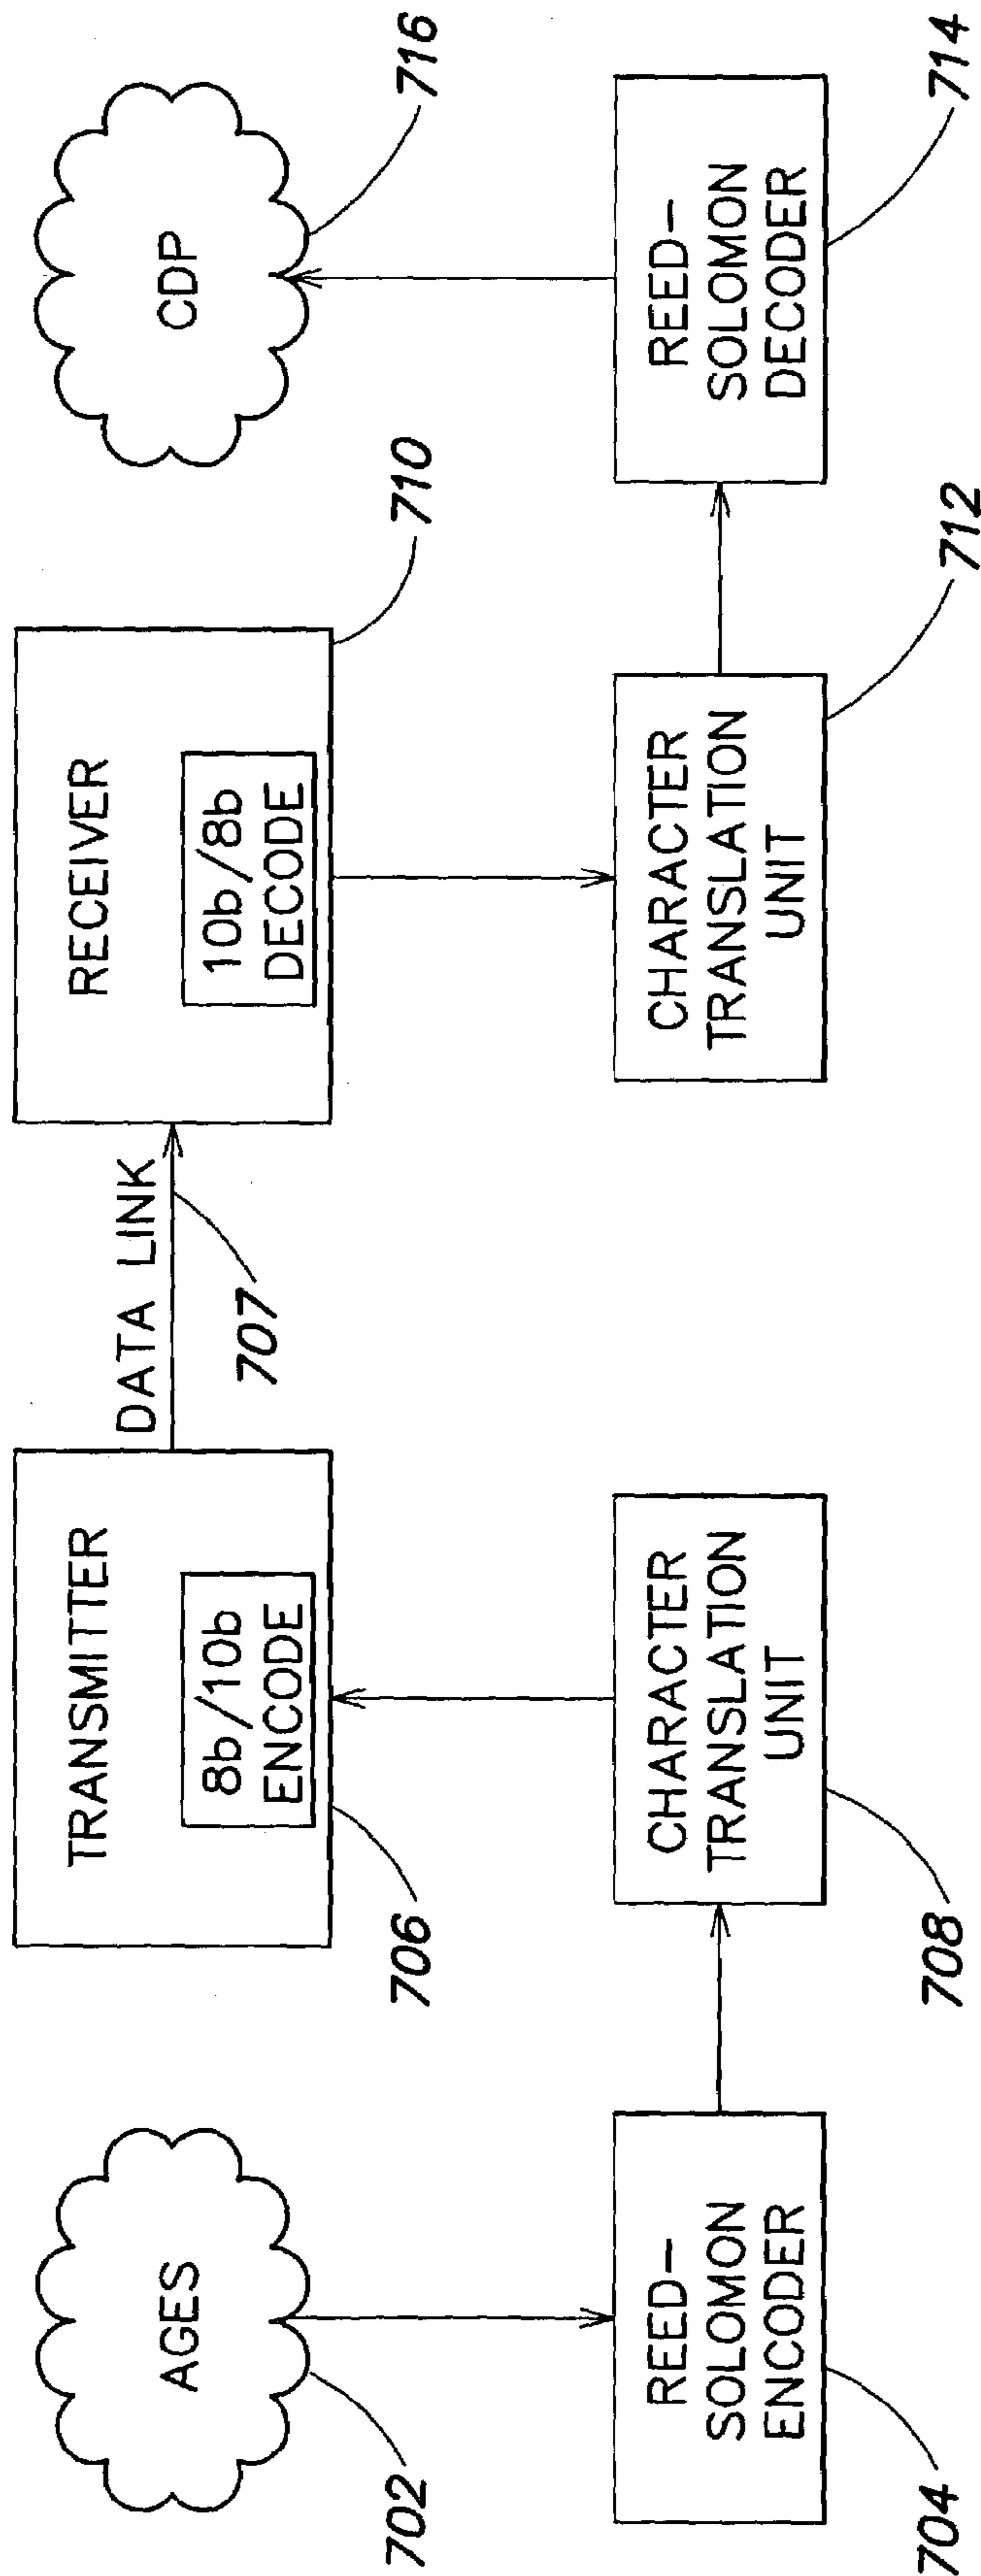 AGES
702
REED-
SOLOMON
ENCODER
704
CHARACTER
TRANSLATION
UNIT
708
TRANSMITTER
8b/10b
ENCODE
706
DATA LINK
707
RECEIVER
10b/8b
DECODE
710
CHARACTER
TRANSLATION
UNIT
712
REED-
SOLOMON
DECODER
714
CDP
716